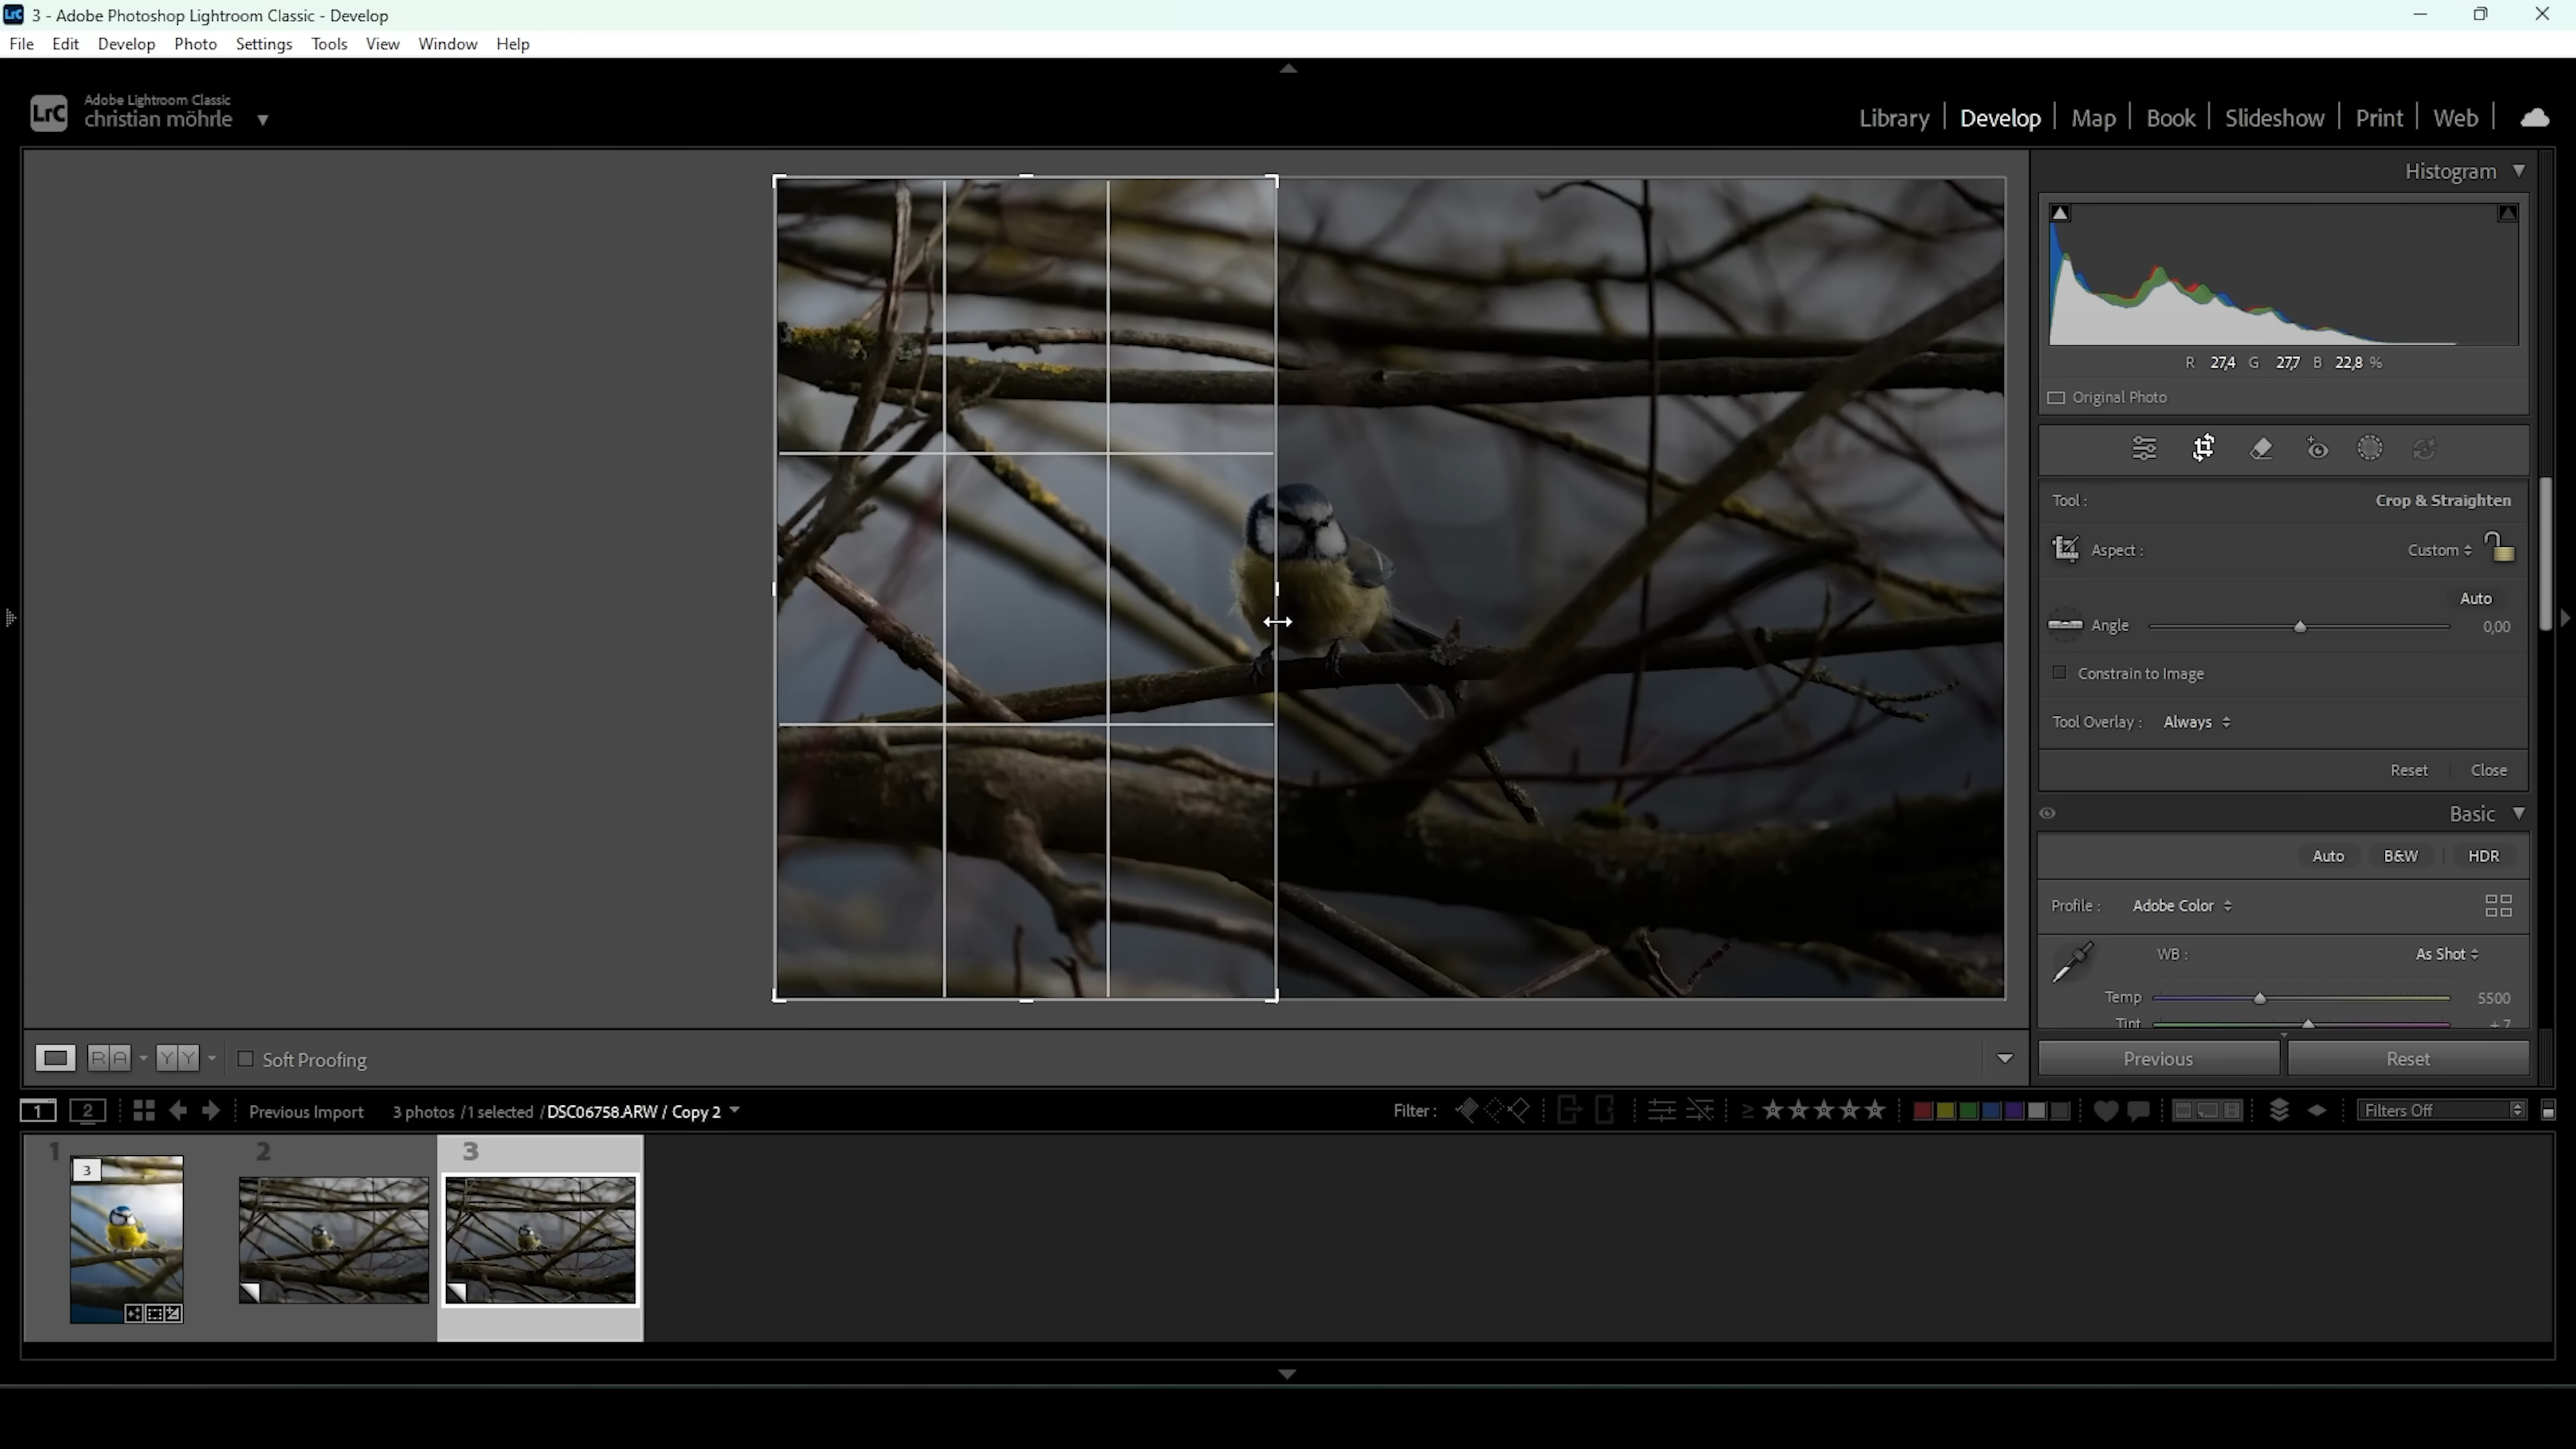 LrC 3 - Adobe Photoshop Lightroom Classic - Develop
File Edit Develop Photo Settings Tools View Window Help
LrC Adobe Lightroom Classic
christian möhrle
Library | Develop | Map | Book | Slideshow | Print | Web |
Histogram
R 27,4 G 27,7 B 22,8 %
Original Photo
Tool : Crop & Straighten
Aspect : Custom
Auto
Angle 0,00
Constrain to Image
Tool Overlay : Always
Reset Close
Basic
Auto B&W HDR
Profile : Adobe Color
WB : As Shot
Temp 5500
Tint + 7
Previous Reset
R A Y Y Soft Proofing
1 2 Previous Import 3 photos / 1 selected / DSC06758.ARW / Copy 2 Filter : ≥ Filters Off
1 2 3
3